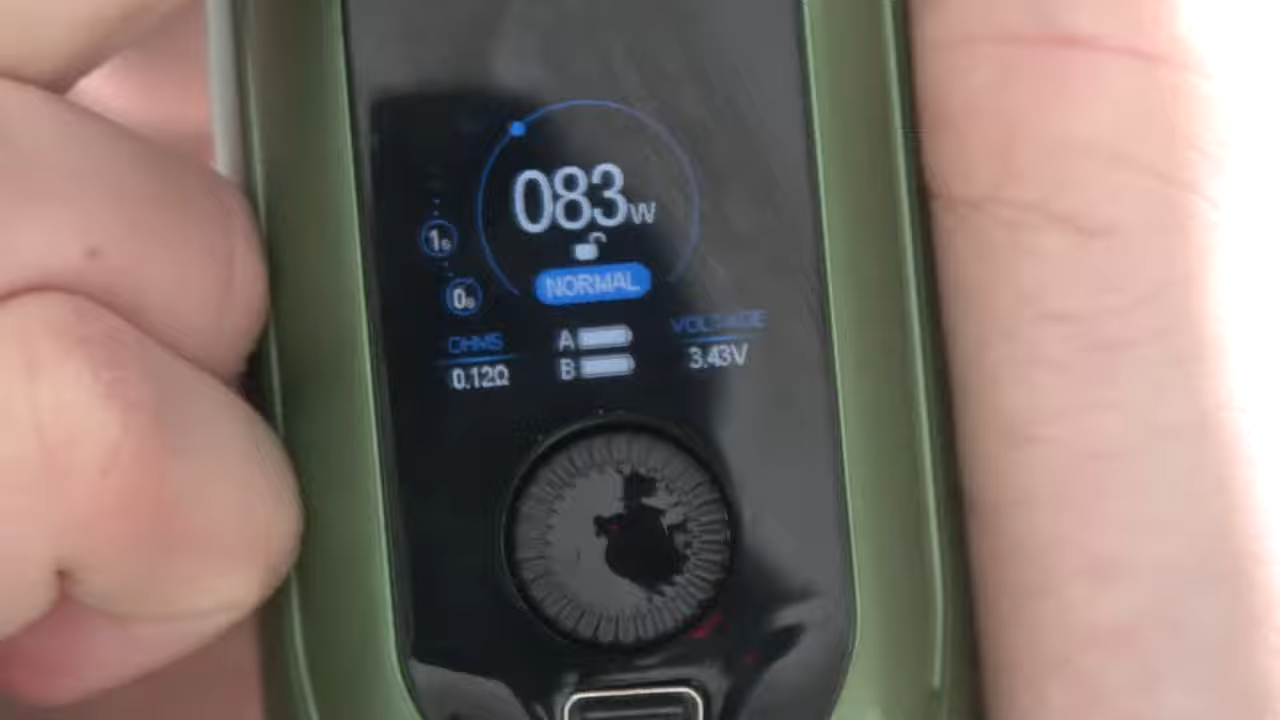 083W
1s
NORMAL
0s
OHMS
A
VOLTAGE
0.12Ω
B
3.43V